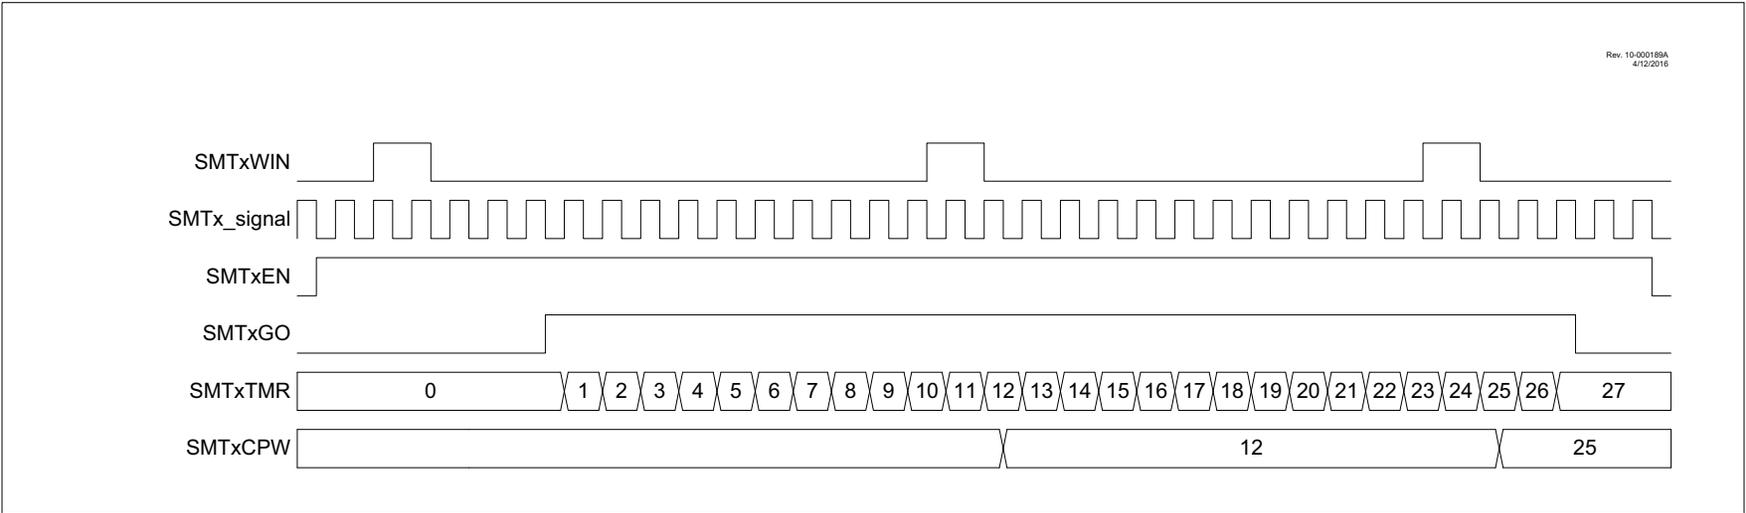 Rev. 10-000189A
4/12/2016
SMTxWIN
SMTx_signal
SMTxEN
SMTxGO
SMTxTMR 0 1 2 3 4 5 6 7 8 9 10 11 12 13 14 15 16 17 18 19 20 21 22 23 24 25 26 27
SMTxCPW 12 25